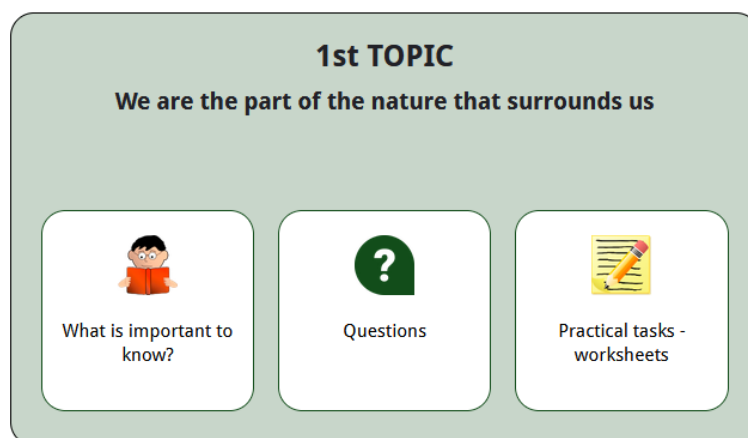 1st TOPIC
We are the part of the nature that surrounds us
What is important to
know?
Questions
Practical tasks -
worksheets